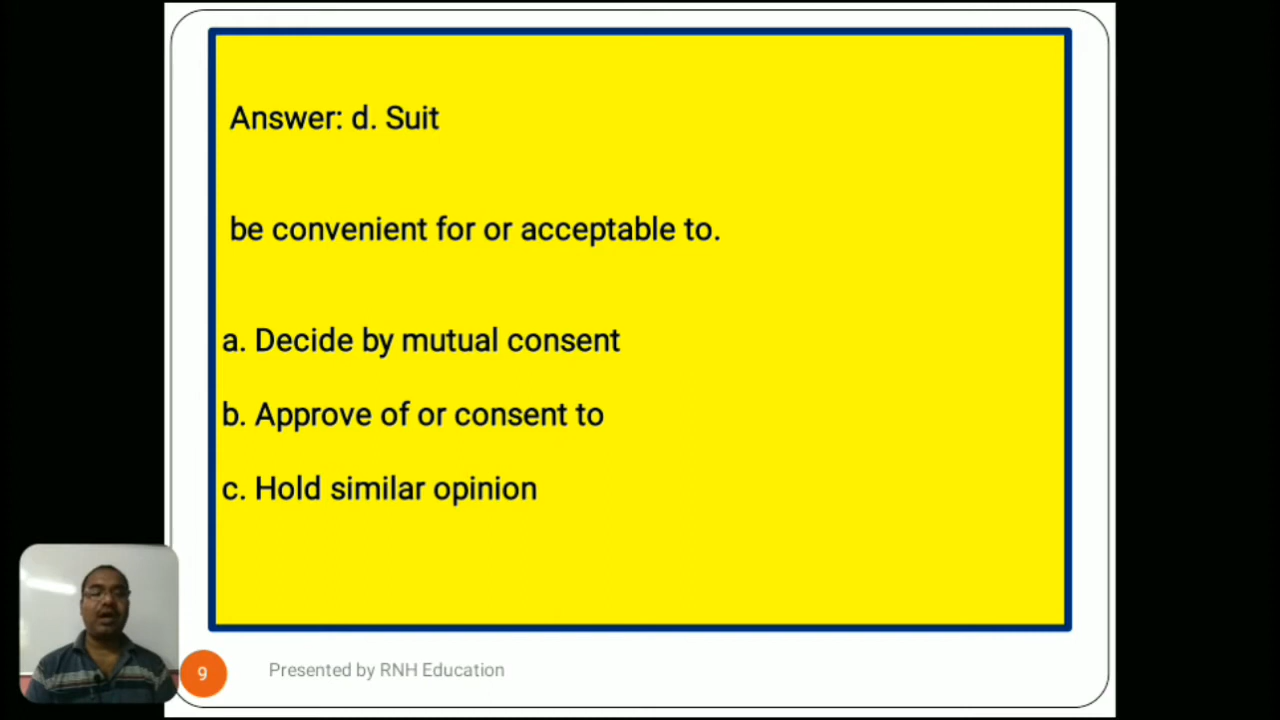 Answer: d. Suit
be convenient for or acceptable to.
a. Decide by mutual consent
b. Approve of or consent to
c. Hold similar opinion
9
Presented by RNH Education